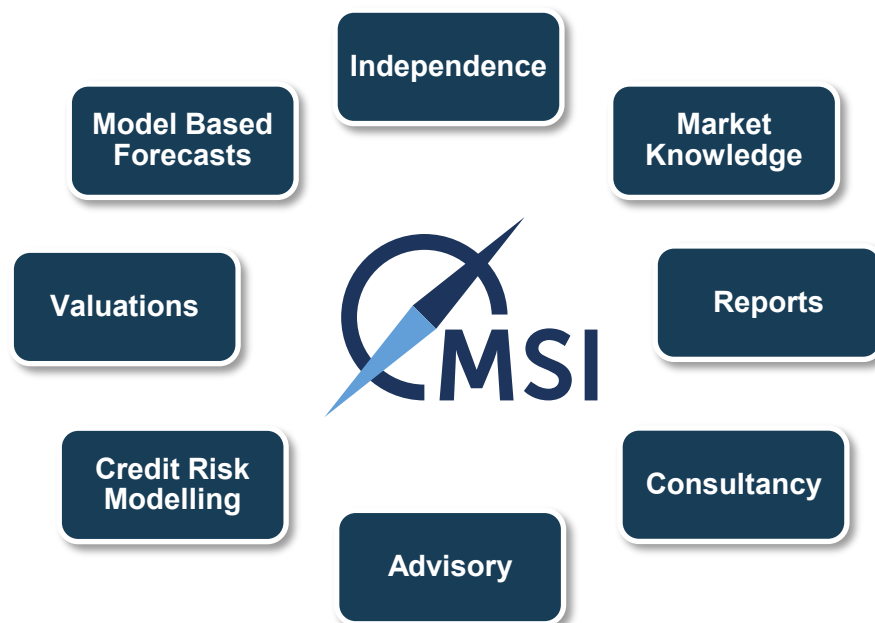 Independence
Model Based
Forecasts
Market
Knowledge
Valuations
Reports
MSI
Credit Risk
Modelling
Consultancy
Advisory